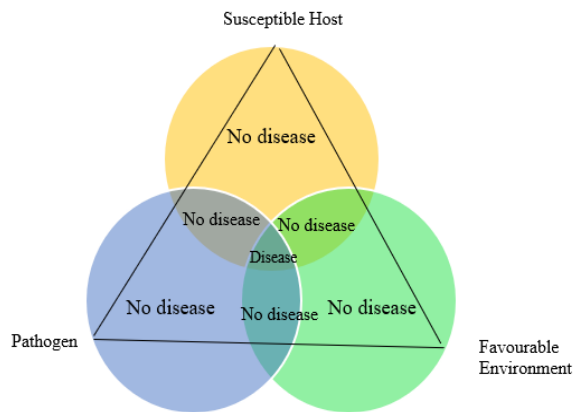 Susceptible Host
No disease
No disease
No disease
Disease
No disease
No disease
No disease
Pathogen
Favourable
Environment